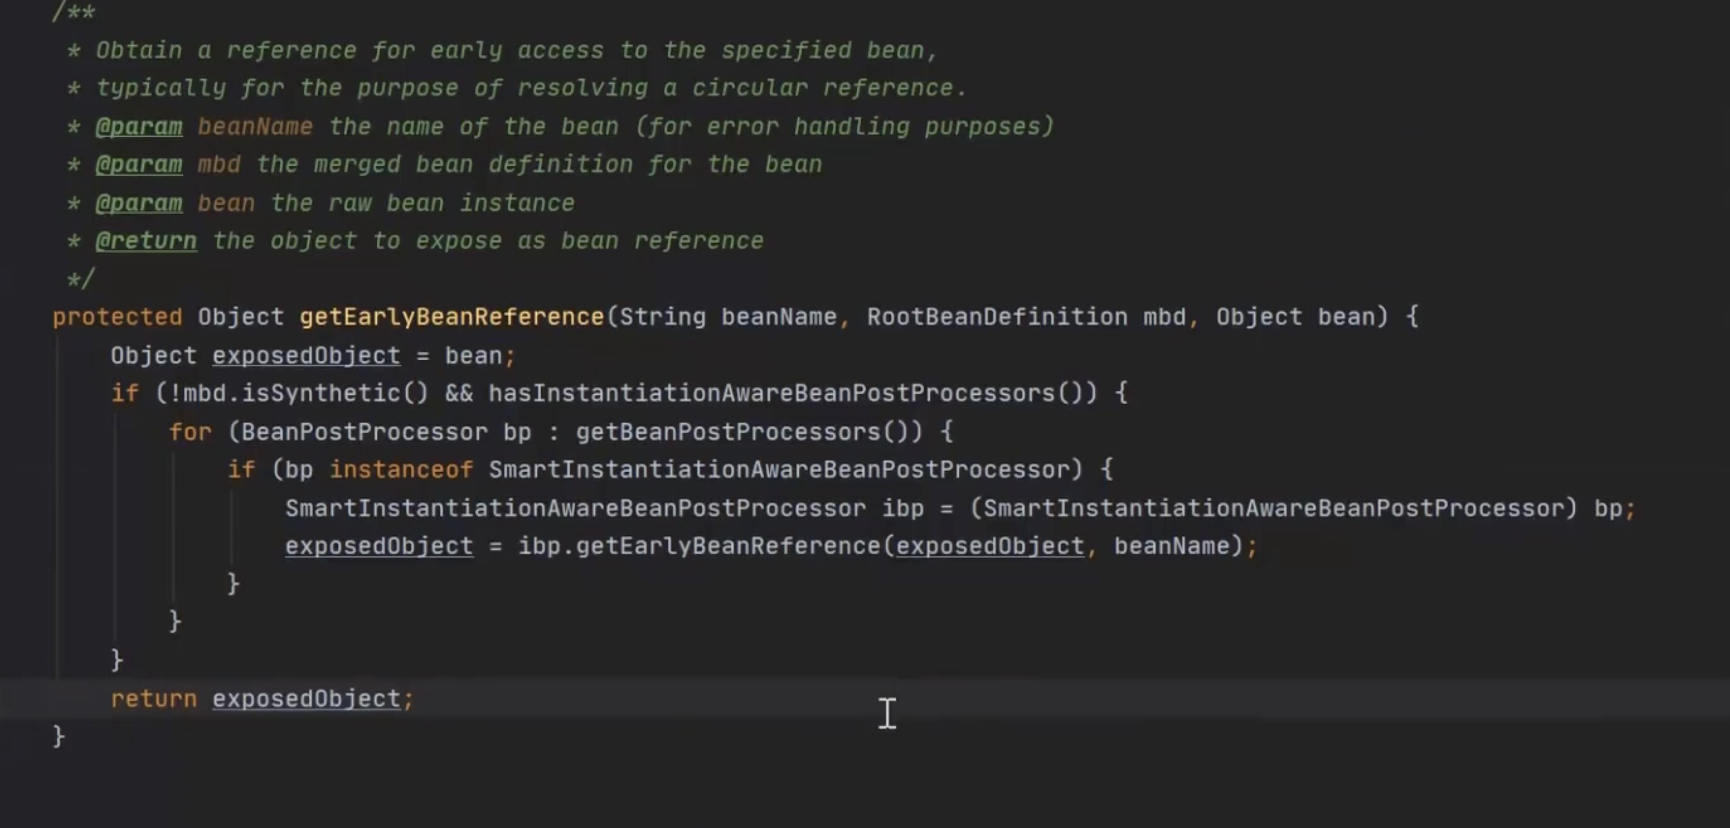 /**
 * Obtain a reference for early access to the specified bean,
 * typically for the purpose of resolving a circular reference.
 * @param beanName the name of the bean (for error handling purposes)
 * @param mbd the merged bean definition for the bean
 * @param bean the raw bean instance
 * @return the object to expose as bean reference
 */
protected Object getEarlyBeanReference(String beanName, RootBeanDefinition mbd, Object bean) {
    Object exposedObject = bean;
    if (!mbd.isSynthetic() && hasInstantiationAwareBeanPostProcessors()) {
        for (BeanPostProcessor bp : getBeanPostProcessors()) {
            if (bp instanceof SmartInstantiationAwareBeanPostProcessor) {
                SmartInstantiationAwareBeanPostProcessor ibp = (SmartInstantiationAwareBeanPostProcessor) bp;
                exposedObject = ibp.getEarlyBeanReference(exposedObject, beanName);
            }
        }
    }
    return exposedObject;
}